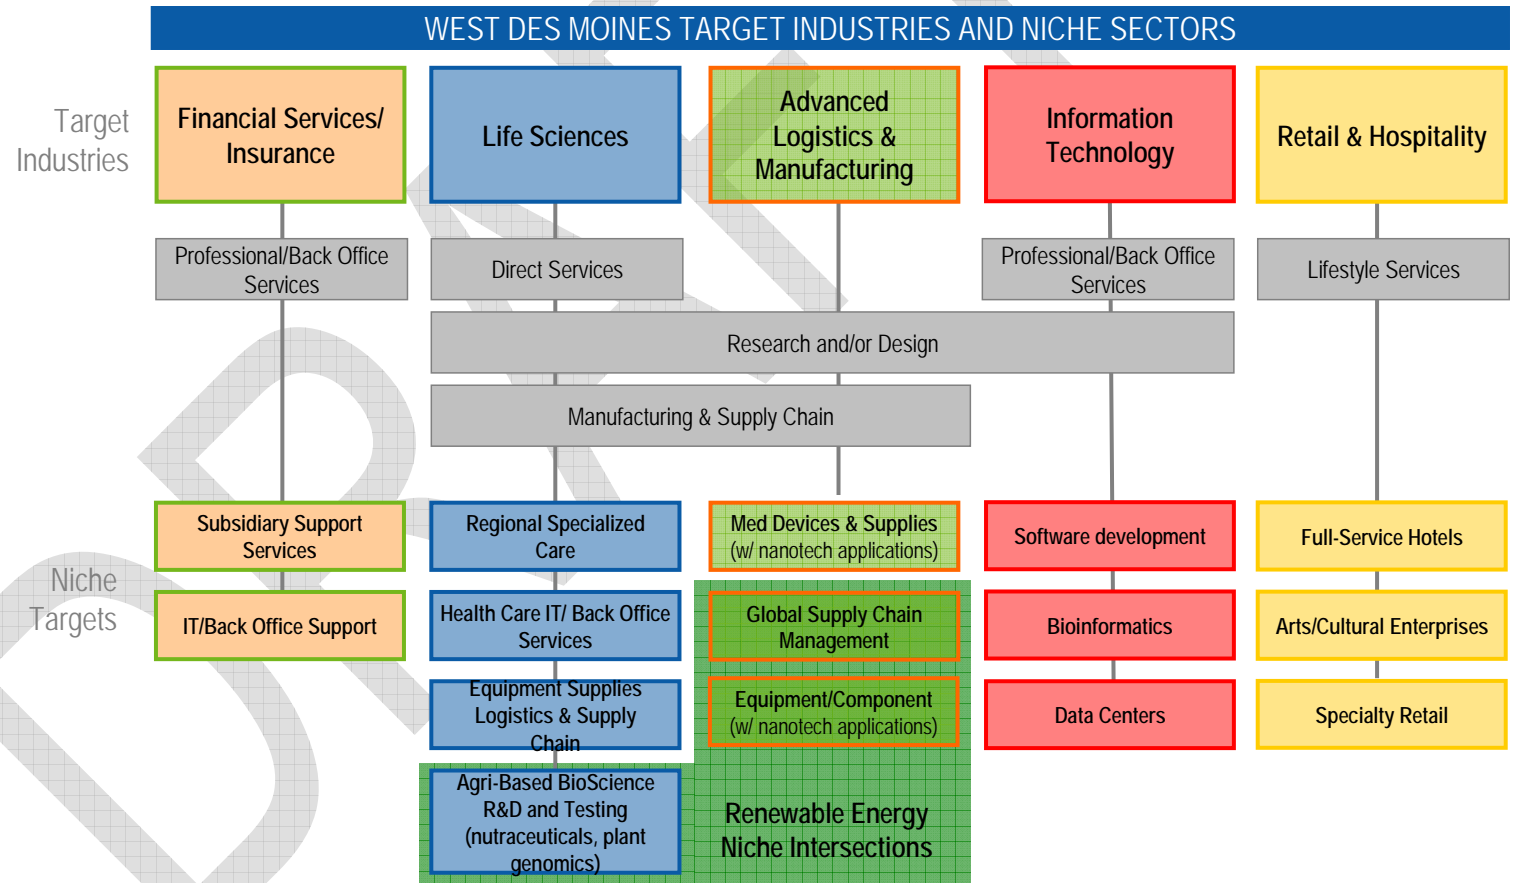 WEST DES MOINES TARGET INDUSTRIES AND NICHE SECTORS
Target
Industries
Financial Services/
Insurance
Life Sciences
Advanced
Logistics &
Manufacturing
Information
Technology
Retail & Hospitality
Professional/Back Office
Services
Direct Services
Professional/Back Office
Services
Lifestyle Services
Research and/or Design
Manufacturing & Supply Chain
Niche
Targets
Subsidiary Support
Services
Regional Specialized
Care
Med Devices & Supplies
(w/ nanotech applications)
Software development
Full-Service Hotels
IT/Back Office Support
Health Care IT/ Back Office
Services
Global Supply Chain
Management
Bioinformatics
Arts/Cultural Enterprises
Equipment Supplies
Logistics & Supply
Chain
Equipment/Component
(w/ nanotech applications)
Data Centers
Specialty Retail
Agri-Based BioScience
R&D and Testing
(nutraceuticals, plant
genomics)
Renewable Energy
Niche Intersections
DRAFT